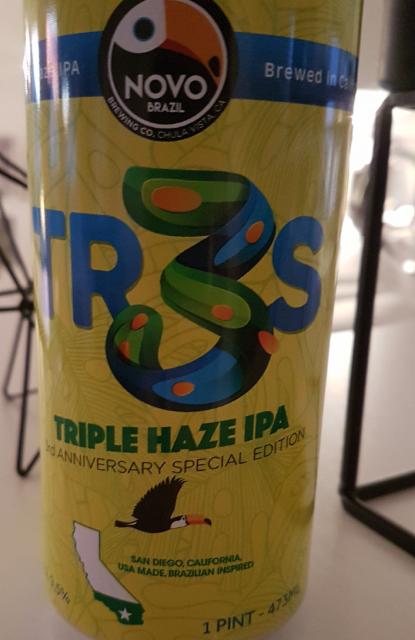 IPA
Brewed in Ca
NOVO
BRAZIL
BREWING CO. CHULA VISTA, CA
TR3S
TRIPLE HAZE IPA
ANNIVERSARY SPECIAL EDITION
SAN DIEGO, CALIFORNIA,
USA MADE, BRAZILIAN INSPIRED
1 PINT - 473ML